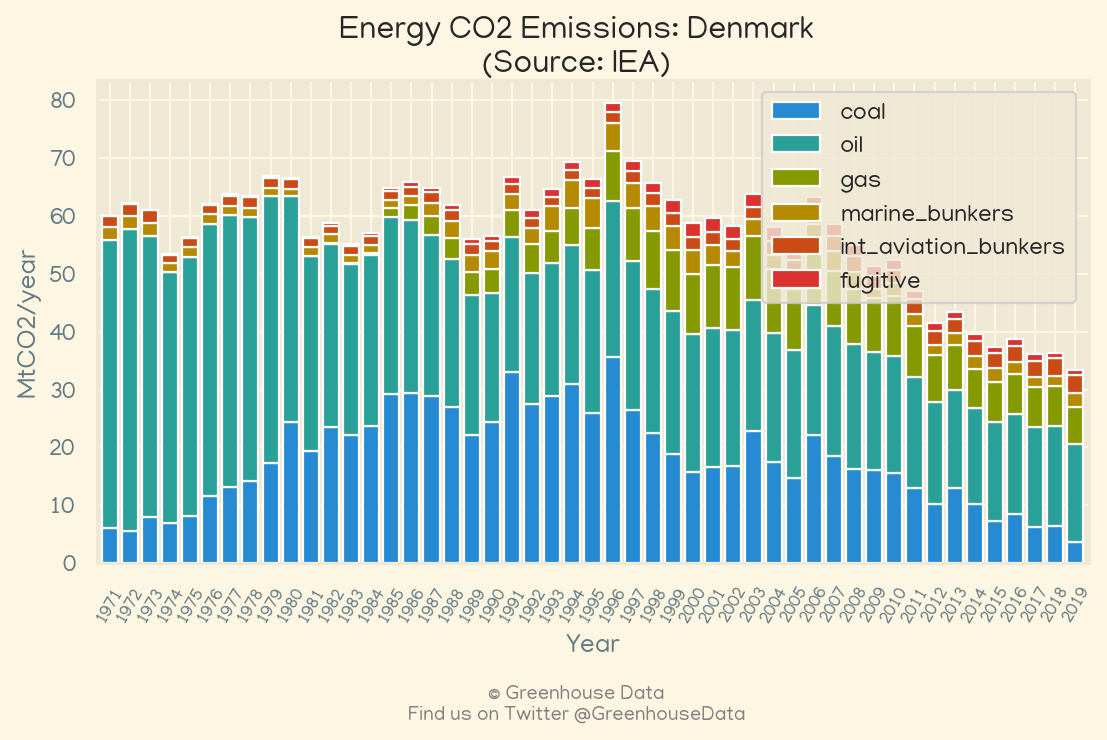 Energy CO2 Emissions: Denmark
(Source: IEA)
80
70
60
50
40
30
20
10
0
MtCO2/year
coal
oil
gas
marine_bunkers
int_aviation_bunkers
fugitive
1971 1972 1973 1974 1975 1976 1977 1978 1979 1980 1981 1982 1983 1984 1985 1986 1987 1988 1989 1990 1991 1992 1993 1994 1995 1996 1997 1998 1999 2000 2001 2002 2003 2004 2005 2006 2007 2008 2009 2010 2011 2012 2013 2014 2015 2016 2017 2018 2019
Year
© Greenhouse Data
Find us on Twitter @GreenhouseData